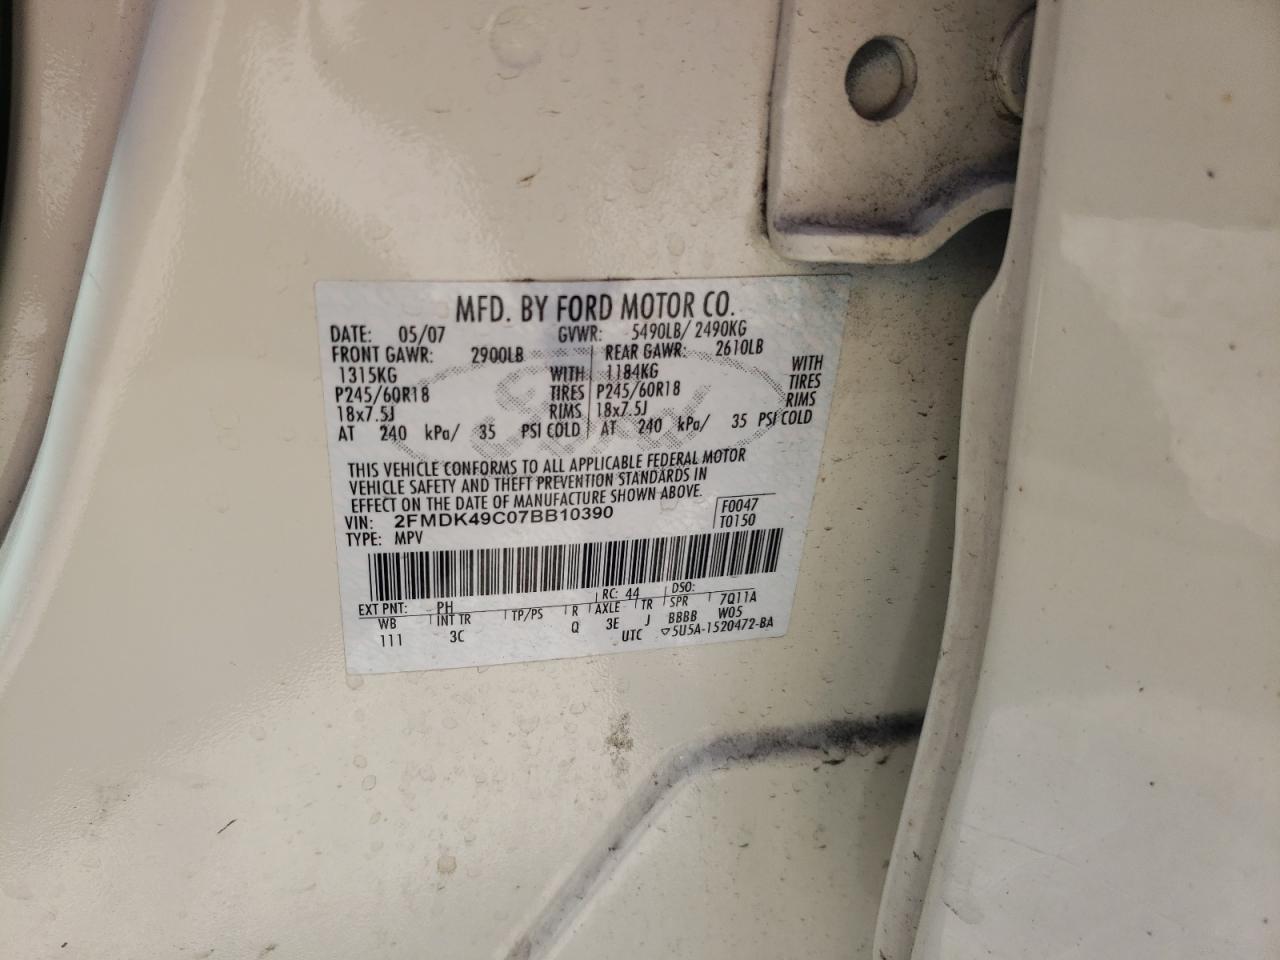 MFD. BY FORD MOTOR CO.
DATE: 05/07 GVWR: 5490LB/ 2490KG
FRONT GAWR: 2900LB REAR GAWR: 2610LB
1315KG WITH 1184KG WITH
P245/60R18 TIRES P245/60R18 TIRES
18x7.5J RIMS 18x7.5J RIMS
AT 240 kPa/ 35 PSI COLD AT 240 kPa/ 35 PSI COLD
THIS VEHICLE CONFORMS TO ALL APPLICABLE FEDERAL MOTOR
VEHICLE SAFETY AND THEFT PREVENTION STANDARDS IN
EFFECT ON THE DATE OF MANUFACTURE SHOWN ABOVE.
VIN: 2FMDK49C07BB10390 F0047
TYPE: MPV T0150
EXT PNT: PH RC: 44 DSO:
WB INT TR TP/PS R AXLE TR SPR 7Q11A
111 3C Q 3E J BBBB W05
UTC ▽5U5A-1520472-BA